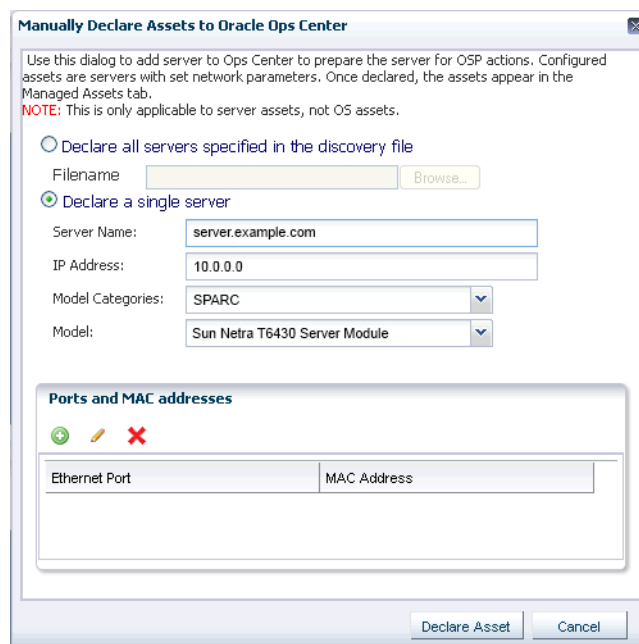 Manually Declare Assets to Oracle Ops Center
Use this dialog to add server to Ops Center to prepare the server for OSP actions. Configured
assets are servers with set network parameters. Once declared, the assets appear in the
Managed Assets tab.
NOTE: This is only applicable to server assets, not OS assets.
Declare all servers specified in the discovery file
Filename Browse...
Declare a single server
Server Name: server.example.com
IP Address: 10.0.0.0
Model Categories: SPARC
Model: Sun Netra T6430 Server Module
Ports and MAC addresses
Ethernet Port MAC Address
Declare Asset Cancel